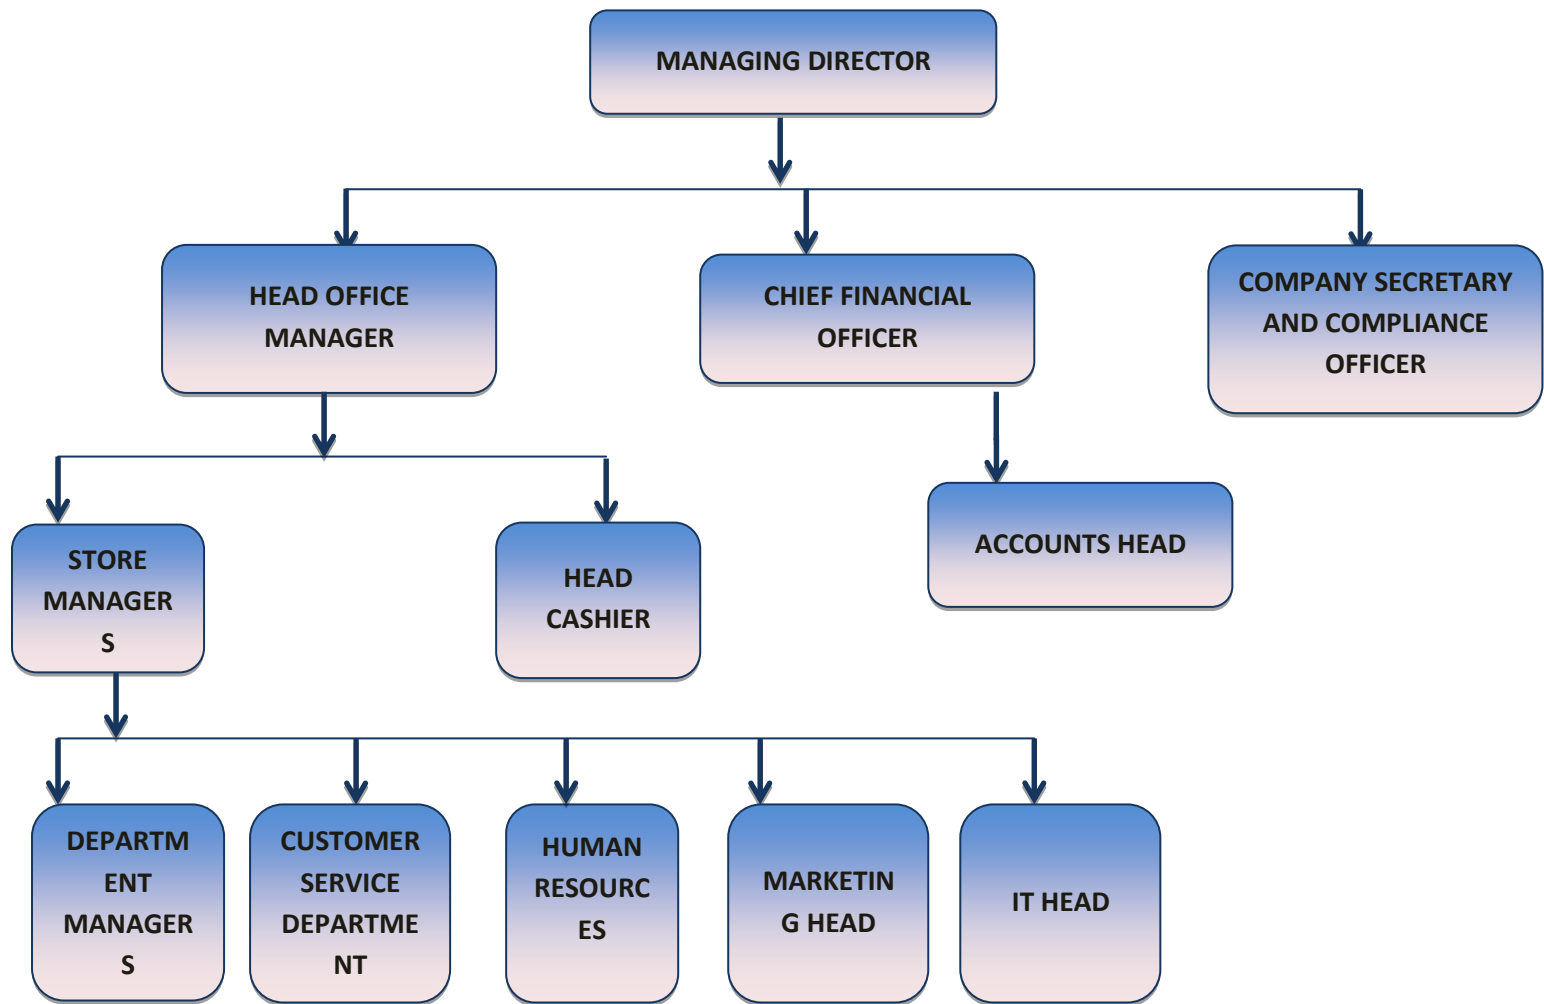 MANAGING DIRECTOR
HEAD OFFICE
MANAGER
CHIEF FINANCIAL
OFFICER
COMPANY SECRETARY
AND COMPLIANCE
OFFICER
STORE
MANAGER
S
HEAD
CASHIER
ACCOUNTS HEAD
DEPARTM
ENT
MANAGER
S
CUSTOMER
SERVICE
DEPARTME
NT
HUMAN
RESOURC
ES
MARKETIN
G HEAD
IT HEAD